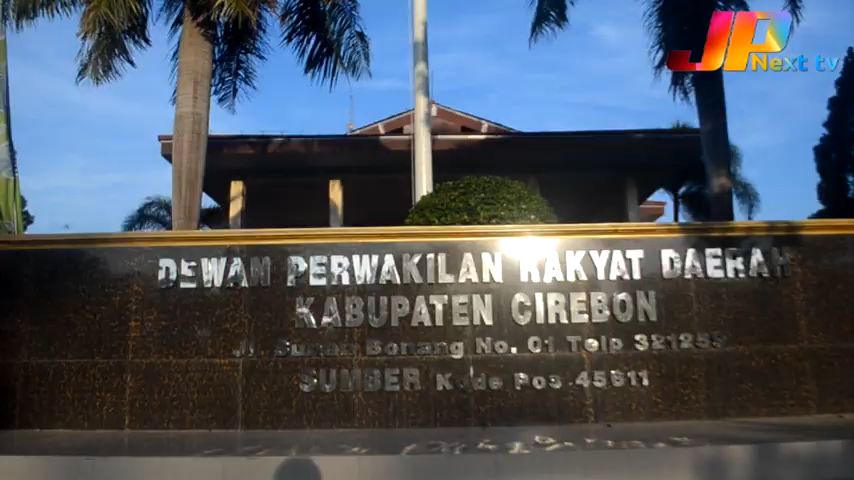 JP
Next tv
DEWAN PERWAKILAN RAKYAT DAERAH
KABUPATEN CIREBON
Jl. Sunan Bonang No. 01 Telp 321253
SUMBER Kode Pos 45611